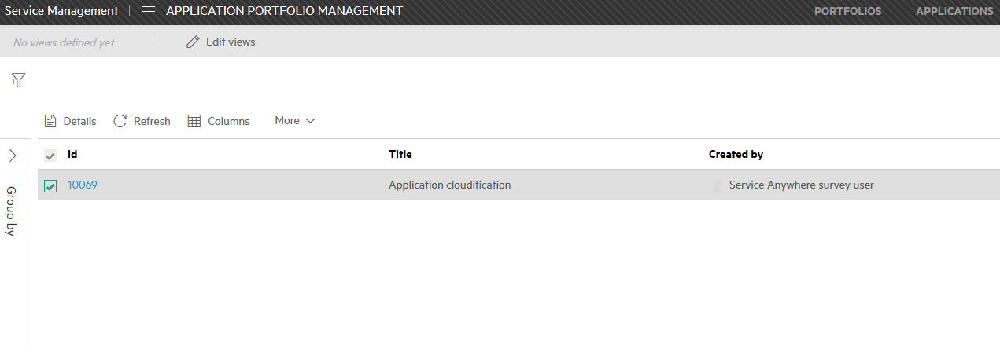 Service Management APPLICATION PORTFOLIO MANAGEMENT PORTFOLIOS APPLICATIONS
No views defined yet Edit views
Details Refresh Columns More
Id Title Created by
10069 Application cloudification Service Anywhere survey user
Group by